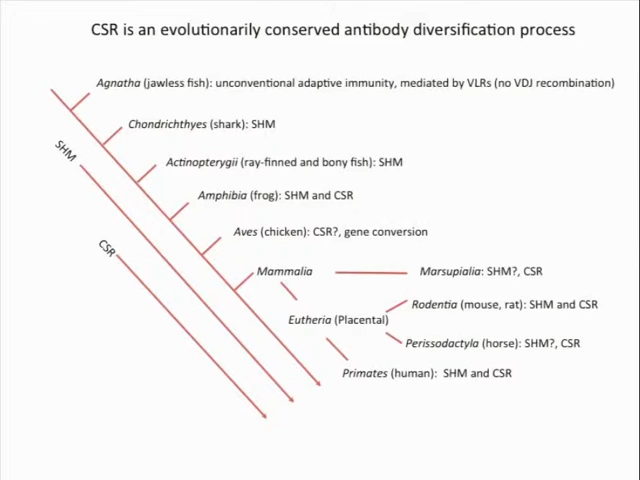 CSR is an evolutionarily conserved antibody diversification process
Agnatha (jawless fish): unconventional adaptive immunity, mediated by VLRs (no VDJ recombination)
Chondrichthyes (shark): SHM
SHM
Actinopterygii (ray-finned and bony fish): SHM
Amphibia (frog): SHM and CSR
Aves (chicken): CSR?, gene conversion
CSR
Mammalia
Marsupialia: SHM?, CSR
Rodentia (mouse, rat): SHM and CSR
Eutheria (Placental)
Perissodactyla (horse): SHM?, CSR
Primates (human): SHM and CSR